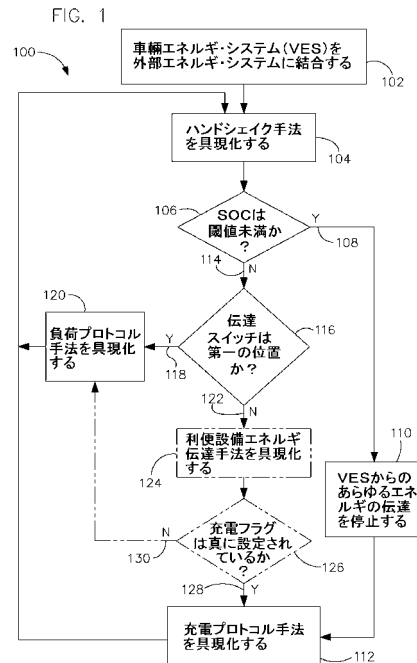 FIG. 1
100
車輛エネルギ・システム(VES)を
外部エネルギ・システムに結合する
102
ハンドシェイク手法
を具現化する
104
106
SOCは
閾値未満か
?
Y
108
114
N
120
負荷プロトコル
手法を具現化
する
Y
118
伝達
スイッチは
第一の位置
か?
116
122
N
124
利便設備エネルギ
伝達手法を具現化
する
110
VESからの
あらゆるエネ
ルギの伝達
を停止する
N
130
充電フラグ
は真に設定され
ているか
?
126
128
Y
充電プロトコル手法
を具現化する
112